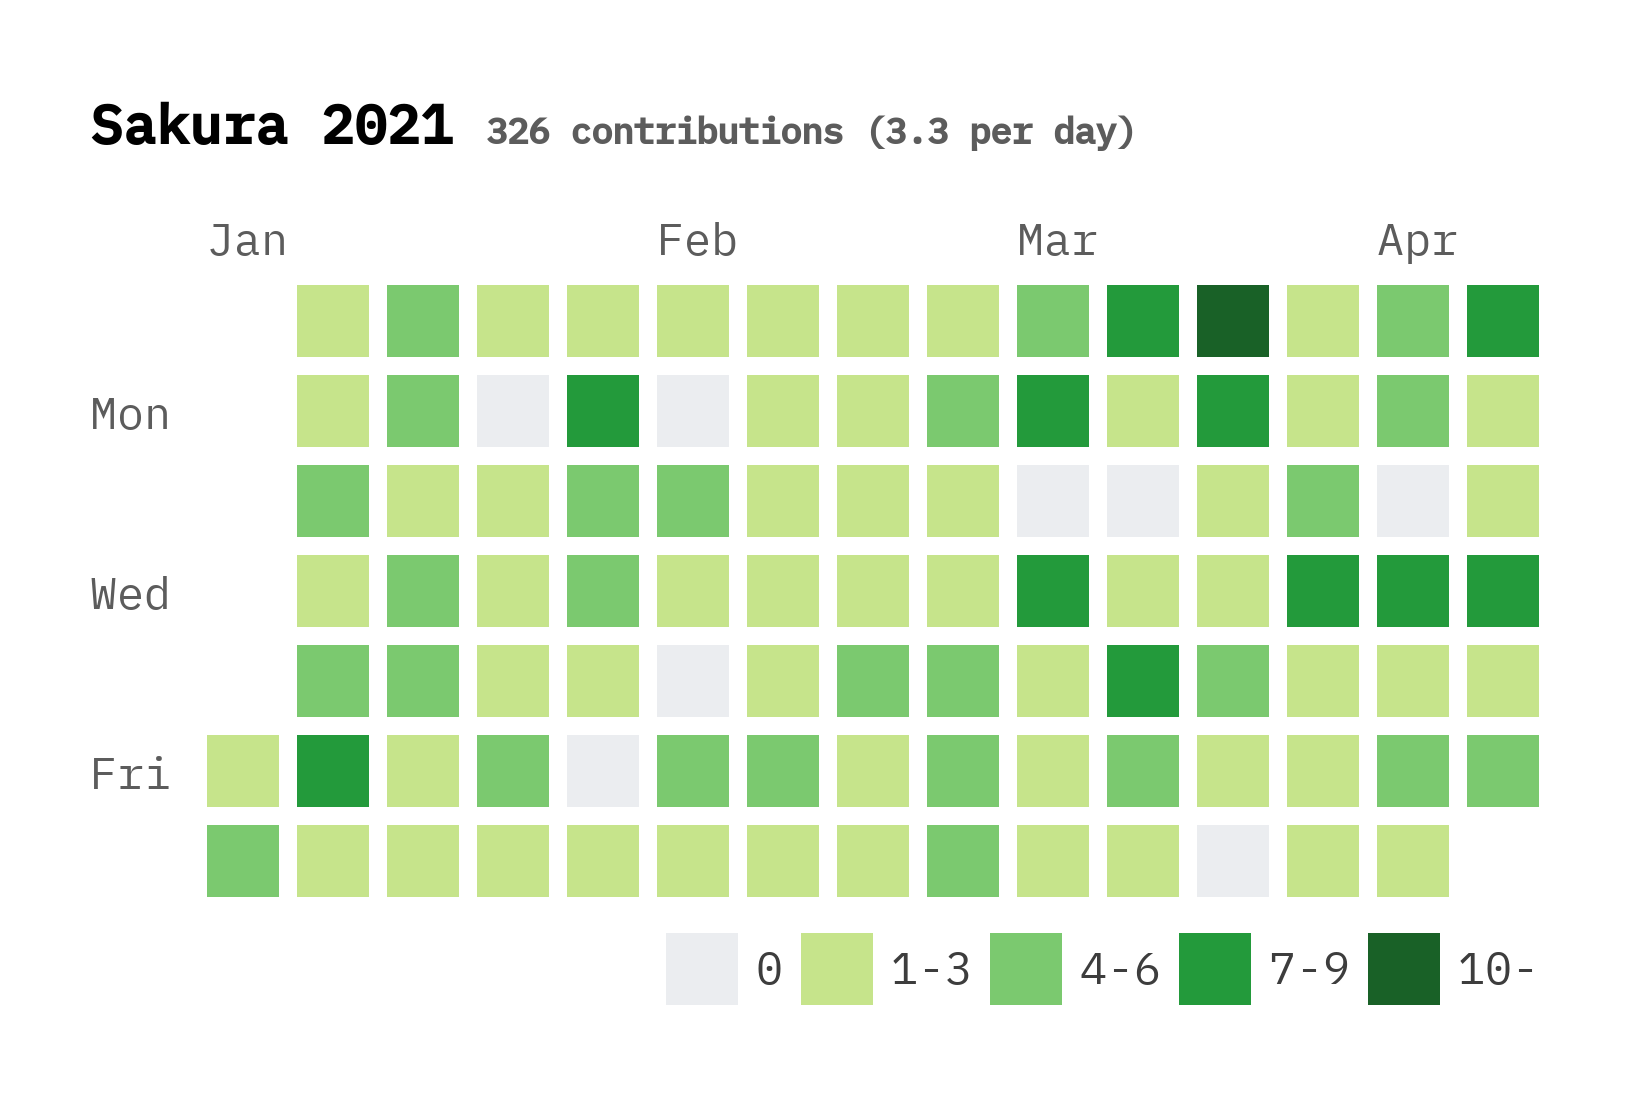 Sakura 2021 326 contributions (3.3 per day)
Jan Feb Mar Apr
Mon
Wed
Fri
0 1-3 4-6 7-9 10-